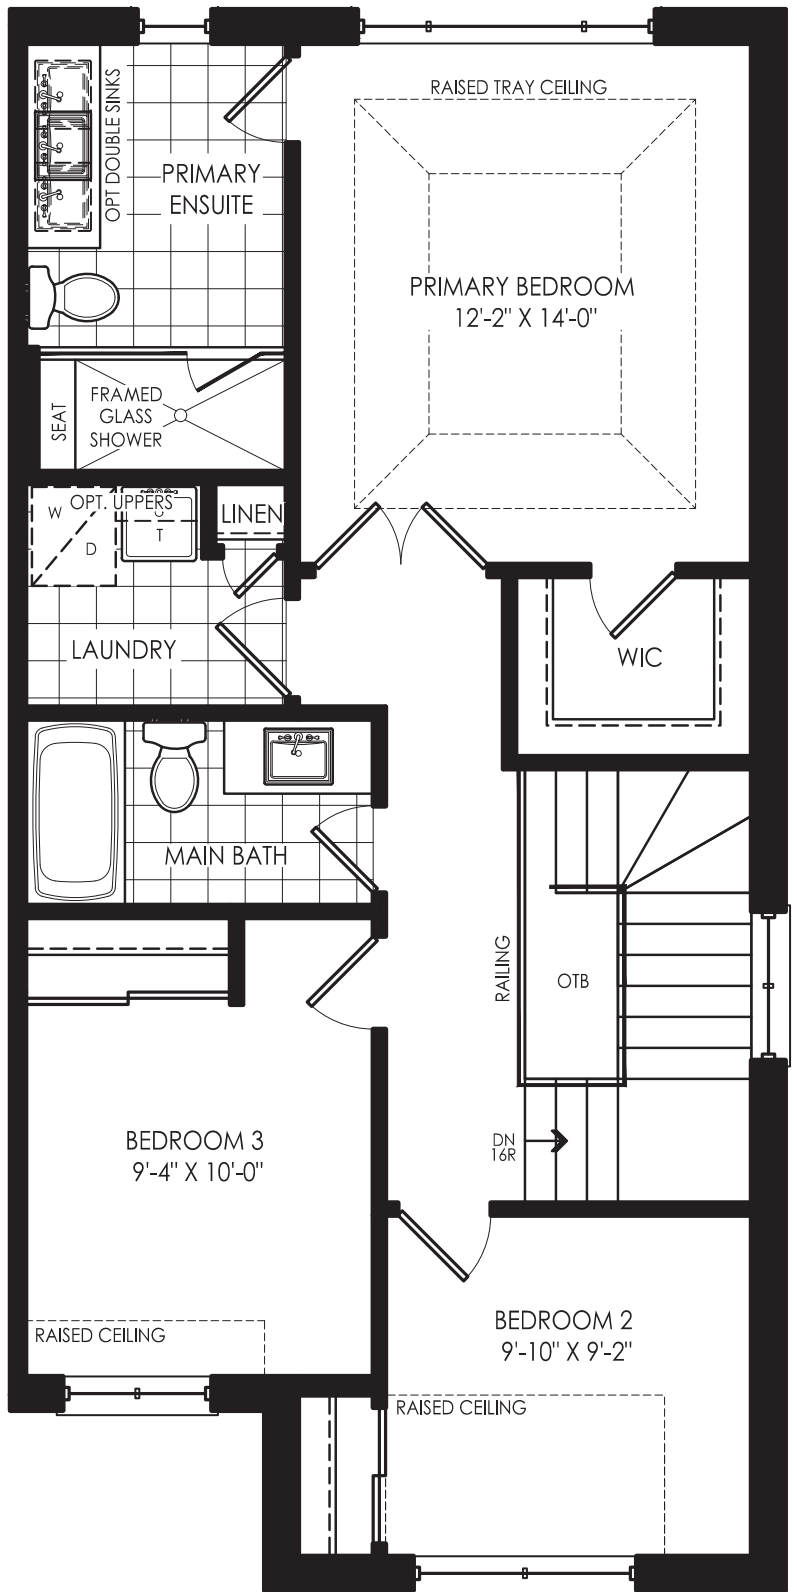 RAISED TRAY CEILING
OPT DOUBLE SINKS
PRIMARY
ENSUITE
PRIMARY BEDROOM
12'-2" X 14'-0"
SEAT
FRAMED
GLASS
SHOWER
OPT. UPPERS
W
D
T
LINEN
LAUNDRY
WIC
MAIN BATH
RAILING
OTB
BEDROOM 3
9'-4" X 10'-0"
DN
16R
RAISED CEILING
BEDROOM 2
9'-10" X 9'-2"
RAISED CEILING